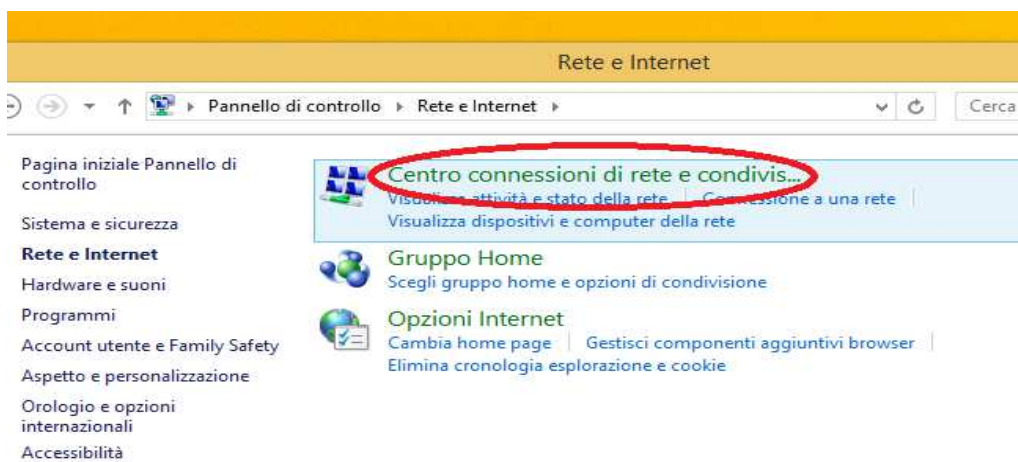 Rete e Internet
Pannello di controllo Rete e Internet Cerca
Pagina iniziale Pannello di
controllo
Sistema e sicurezza
Rete e Internet
Hardware e suoni
Programmi
Account utente e Family Safety
Aspetto e personalizzazione
Orologio e opzioni
internazionali
Accessibilità
Centro connessioni di rete e condivis...
Visualizza attività e stato della rete Connessione a una rete
Visualizza dispositivi e computer della rete
Gruppo Home
Scegli gruppo home e opzioni di condivisione
Opzioni Internet
Cambia home page Gestisci componenti aggiuntivi browser
Elimina cronologia esplorazione e cookie